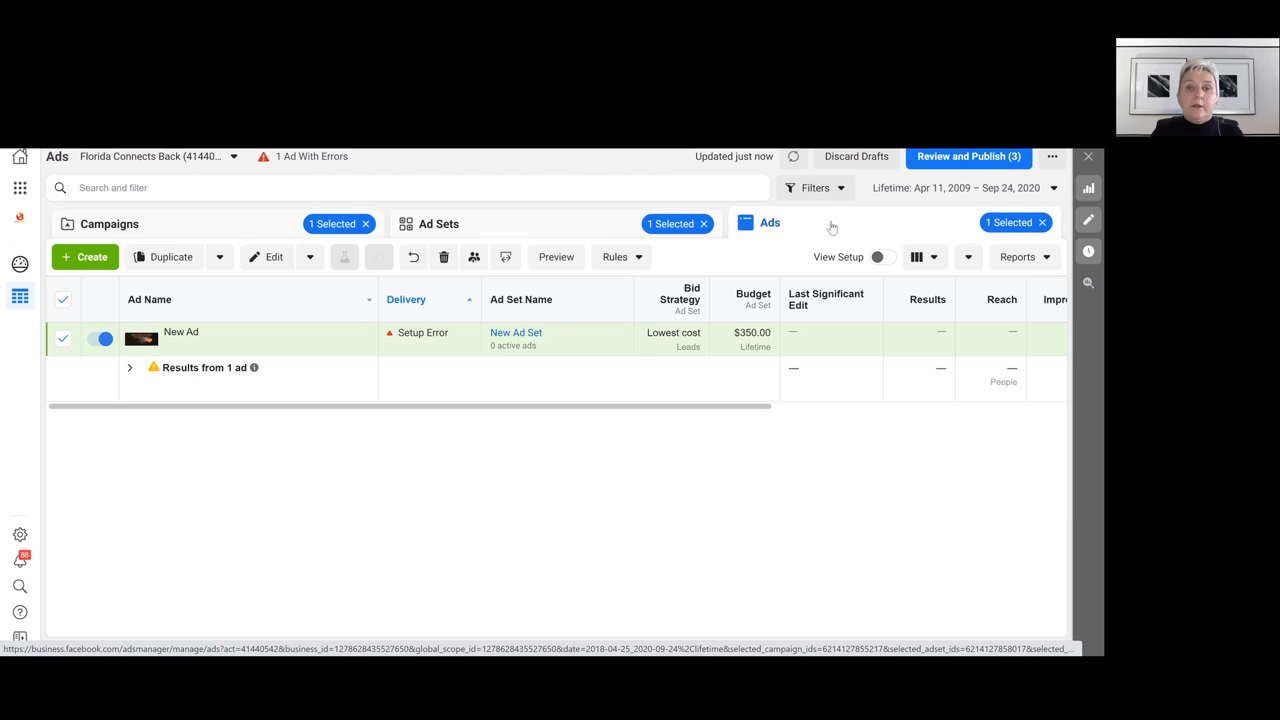 Ads Florida Connects Back (41440... 1 Ad With Errors Updated just now Discard Drafts Review and Publish (3)
Search and filter Filters Lifetime: Apr 11, 2009 – Sep 24, 2020
Campaigns 1 Selected Ad Sets 1 Selected Ads 1 Selected
+ Create Duplicate Edit Preview Rules View Setup Reports
Ad Name Delivery Ad Set Name Bid Strategy Ad Set Budget Ad Set Last Significant Edit Results Reach Impre
New Ad Setup Error New Ad Set Lowest cost $350.00 — — —
0 active ads Leads Lifetime
Results from 1 ad — — —
People
88
https://business.facebook.com/adsmanager/manage/ads?act=41440542&business_id=1278628435527650&global_scope_id=1278628435527650&date=2018-04-25_2020-09-24%2Clifetime&selected_campaign_ids=6214127855217&selected_adset_ids=6214127858017&selected_...